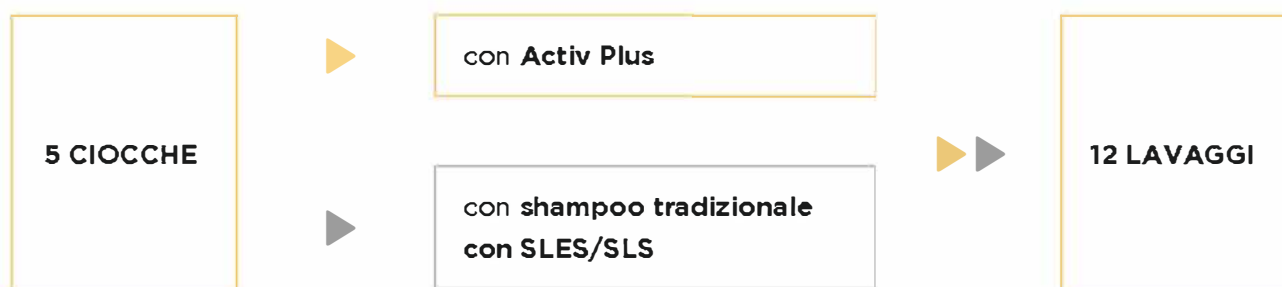 5 CIOCCHE
con Activ Plus
con shampoo tradizionale
con SLES/SLS
12 LAVAGGI